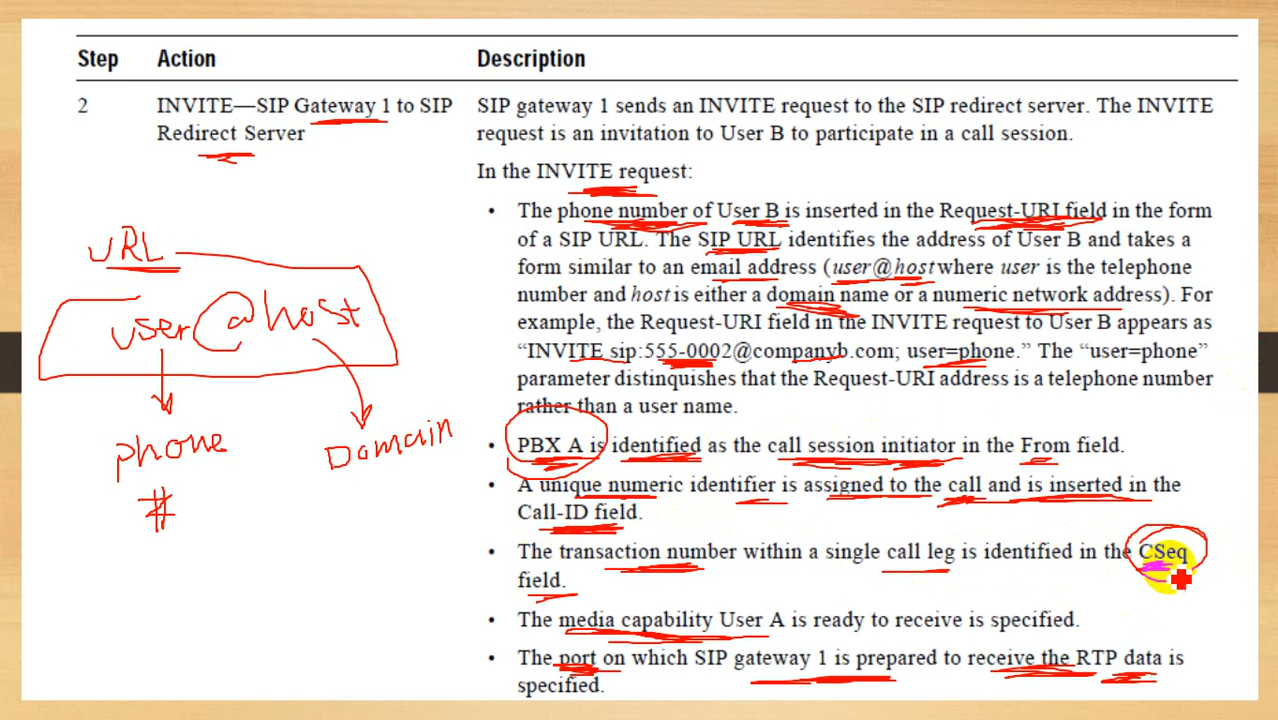 Step Action Description
2 INVITE—SIP Gateway 1 to SIP Redirect Server
SIP gateway 1 sends an INVITE request to the SIP redirect server. The INVITE
request is an invitation to User B to participate in a call session.
In the INVITE request:
• The phone number of User B is inserted in the Request-URI field in the form
of a SIP URL. The SIP URL identifies the address of User B and takes a
form similar to an email address (user@host where user is the telephone
number and host is either a domain name or a numeric network address). For
example, the Request-URI field in the INVITE request to User B appears as
“INVITE sip:555-0002@companyb.com; user=phone.” The “user=phone”
parameter distinquishes that the Request-URI address is a telephone number
rather than a user name.
• PBX A is identified as the call session initiator in the From field.
• A unique numeric identifier is assigned to the call and is inserted in the
Call-ID field.
• The transaction number within a single call leg is identified in the CSeq
field.
• The media capability User A is ready to receive is specified.
• The port on which SIP gateway 1 is prepared to receive the RTP data is
specified.
URL
user@host
phone
#
Domain